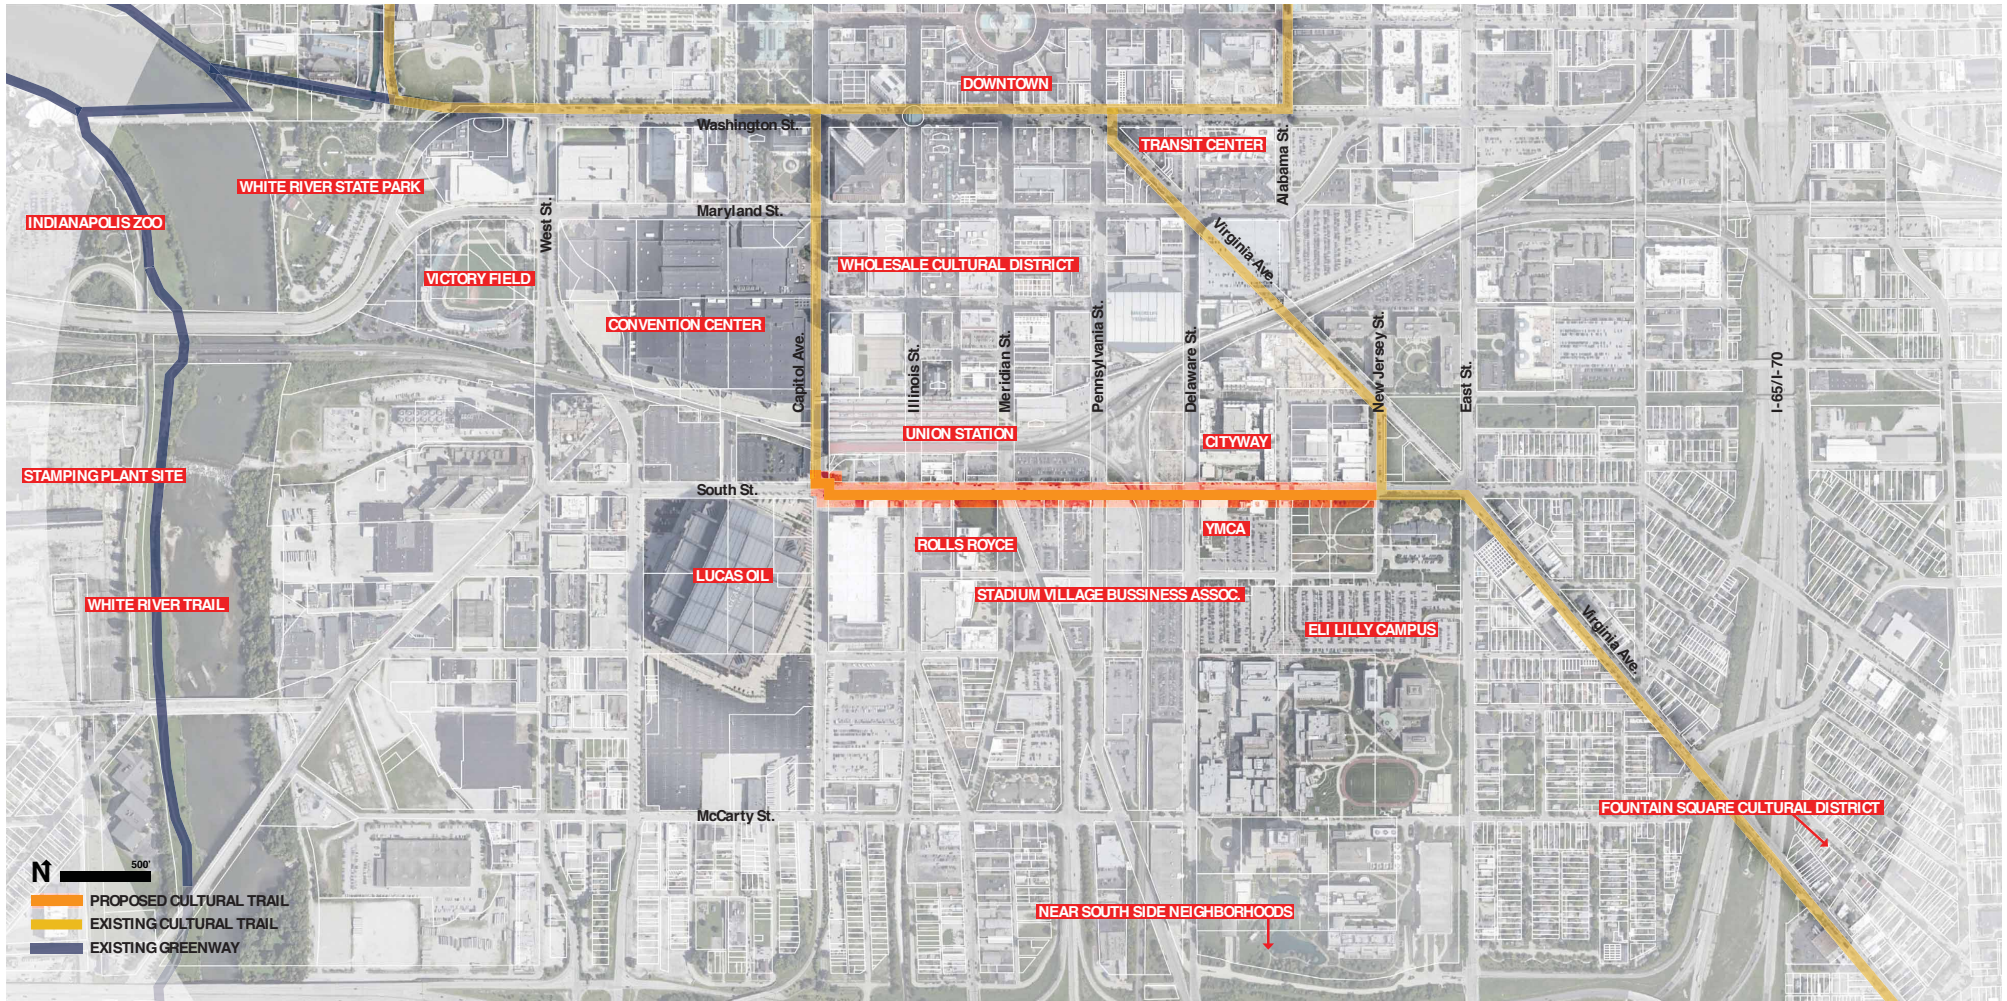 DOWNTOWN
Washington St.
TRANSIT CENTER
Alabama St.
WHITE RIVER STATE PARK
INDIANAPOLIS ZOO
West St.
Maryland St.
Virginia Ave.
VICTORY FIELD
WHOLESALE CULTURAL DISTRICT
CONVENTION CENTER
Capitol Ave.
Illinois St.
Meridian St.
Pennsylvania St.
Delaware St.
New Jersey St.
East St.
I-65/I-70
UNION STATION
CITYWAY
STAMPING PLANT SITE
South St.
YMCA
ROLLS ROYCE
LUCAS OIL
STADIUM VILLAGE BUSSINESS ASSOC.
WHITE RIVER TRAIL
ELI LILLY CAMPUS
Virginia Ave.
McCarty St.
FOUNTAIN SQUARE CULTURAL DISTRICT
NEAR SOUTH SIDE NEIGHBORHOODS
N
500'
PROPOSED CULTURAL TRAIL
EXISTING CULTURAL TRAIL
EXISTING GREENWAY